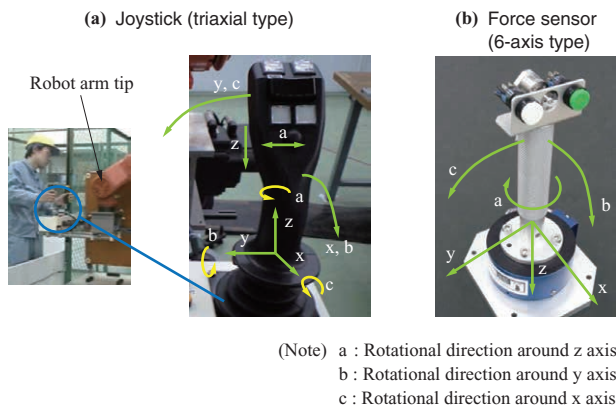 (a) Joystick (triaxial type)
(b) Force sensor
(6-axis type)
Robot arm tip
y, c
z
a
a
z
b
y
x
x, b
c
c
a
b
y
z
x
(Note) a : Rotational direction around z axis
b : Rotational direction around y axis
c : Rotational direction around x axis